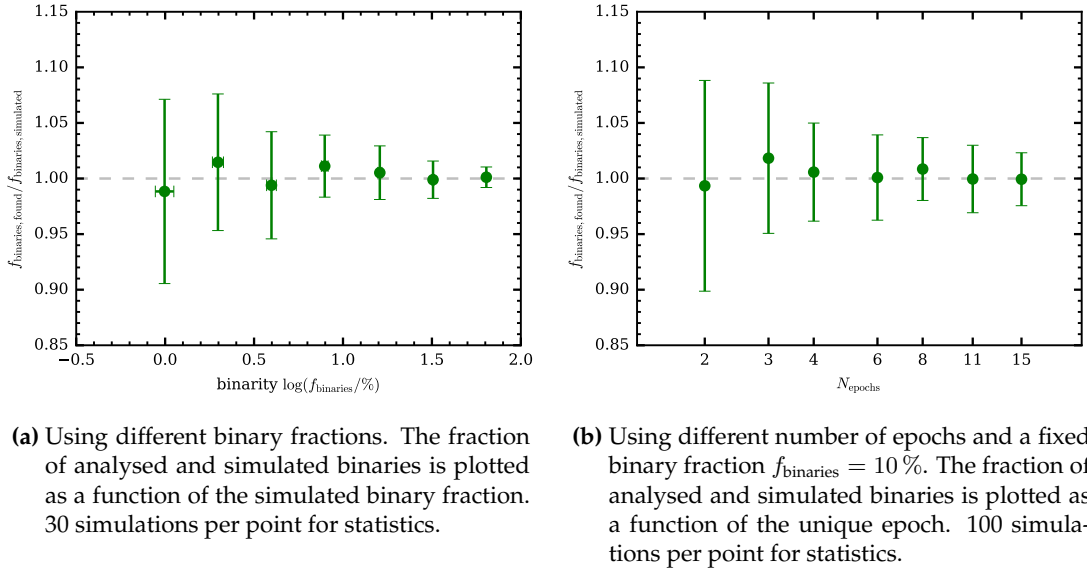 1.15
1.10
1.05
1.00
0.95
0.90
0.85
f_binaries,found/f_binaries,simulated
−0.5 0.0 0.5 1.0 1.5 2.0
binarity log(f_binaries/%)
1.15
1.10
1.05
1.00
0.95
0.90
0.85
f_binaries,found/f_binaries,simulated
2 3 4 6 8 11 15
N_epochs
(a) Using different binary fractions. The fraction
of analysed and simulated binaries is plotted
as a function of the simulated binary fraction.
30 simulations per point for statistics.
(b) Using different number of epochs and a fixed
binary fraction f_binaries = 10 %. The fraction of
analysed and simulated binaries is plotted as
a function of the unique epoch. 100 simula-
tions per point for statistics.